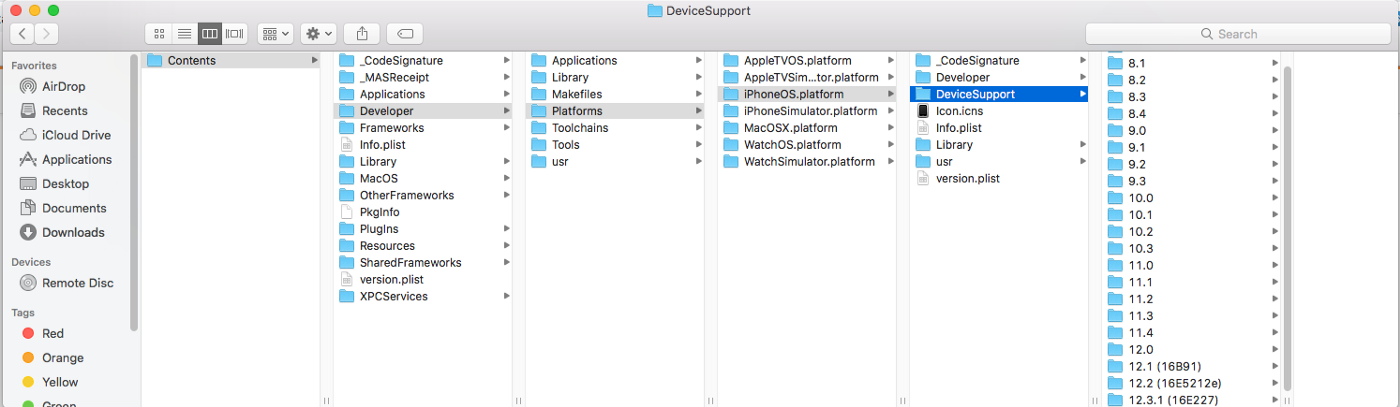 DeviceSupport
Search
Favorites
AirDrop
Recents
iCloud Drive
Applications
Desktop
Documents
Downloads
Devices
Remote Disc
Tags
Red
Orange
Yellow
Green
Contents
_CodeSignature
_MASReceipt
Applications
Developer
Frameworks
Info.plist
Library
MacOS
OtherFrameworks
PkgInfo
PlugIns
Resources
SharedFrameworks
version.plist
XPCServices
Applications
Library
Makefiles
Platforms
Toolchains
Tools
usr
AppleTVOS.platform
AppleTVSim...tor.platform
iPhoneOS.platform
iPhoneSimulator.platform
MacOSX.platform
WatchOS.platform
WatchSimulator.platform
_CodeSignature
Developer
DeviceSupport
Icon.icns
Info.plist
Library
usr
version.plist
8.1
8.2
8.3
8.4
9.0
9.1
9.2
9.3
10.0
10.1
10.2
10.3
11.0
11.1
11.2
11.3
11.4
12.0
12.1 (16B91)
12.2 (16E5212e)
12.3.1 (16E227)